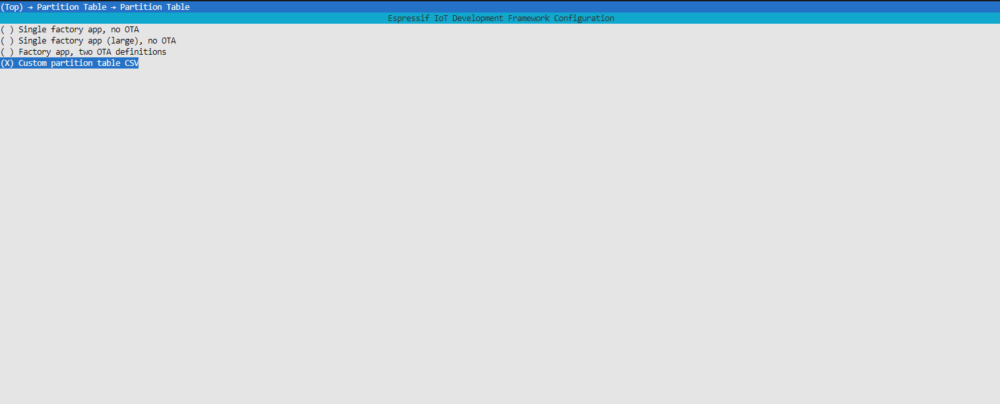 (Top) → Partition Table → Partition Table
Espressif IoT Development Framework Configuration
( ) Single factory app, no OTA
( ) Single factory app (large), no OTA
( ) Factory app, two OTA definitions
(X) Custom partition table CSV